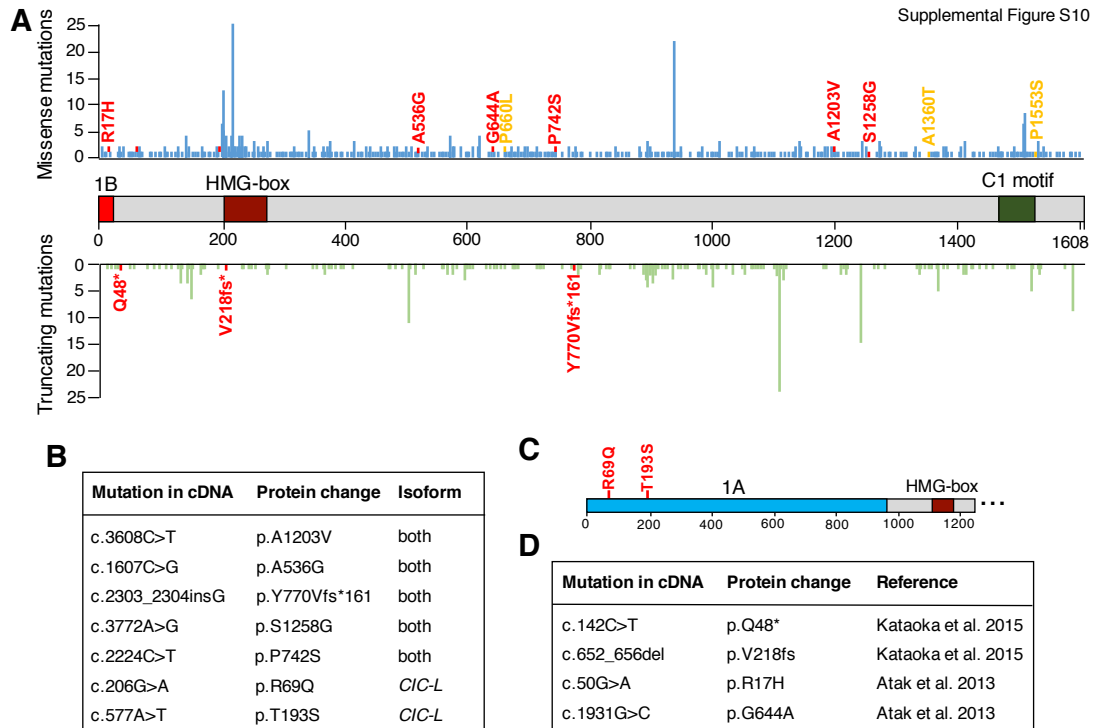 Supplemental Figure S10
A
Missense mutations
25
20
15
10
5
0
R17H
A536G
G644A
P660L
P742S
A1203V
S1258G
A1360T
P1553S
1B
HMG-box
C1 motif
0 200 400 600 800 1000 1200 1400 1608
Truncating mutations
0
5
10
15
20
25
Q48*
V218fs*
Y770Vfs*161
B
Mutation in cDNA Protein change Isoform
c.3608C>T p.A1203V both
c.1607C>G p.A536G both
c.2303_2304insG p.Y770Vfs*161 both
c.3772A>G p.S1258G both
c.2224C>T p.P742S both
c.206G>A p.R69Q CIC-L
c.577A>T p.T193S CIC-L
C
R69Q
T193S
1A
HMG-box
...
0 200 400 600 800 1000 1200
D
Mutation in cDNA Protein change Reference
c.142C>T p.Q48* Kataoka et al. 2015
c.652_656del p.V218fs Kataoka et al. 2015
c.50G>A p.R17H Atak et al. 2013
c.1931G>C p.G644A Atak et al. 2013